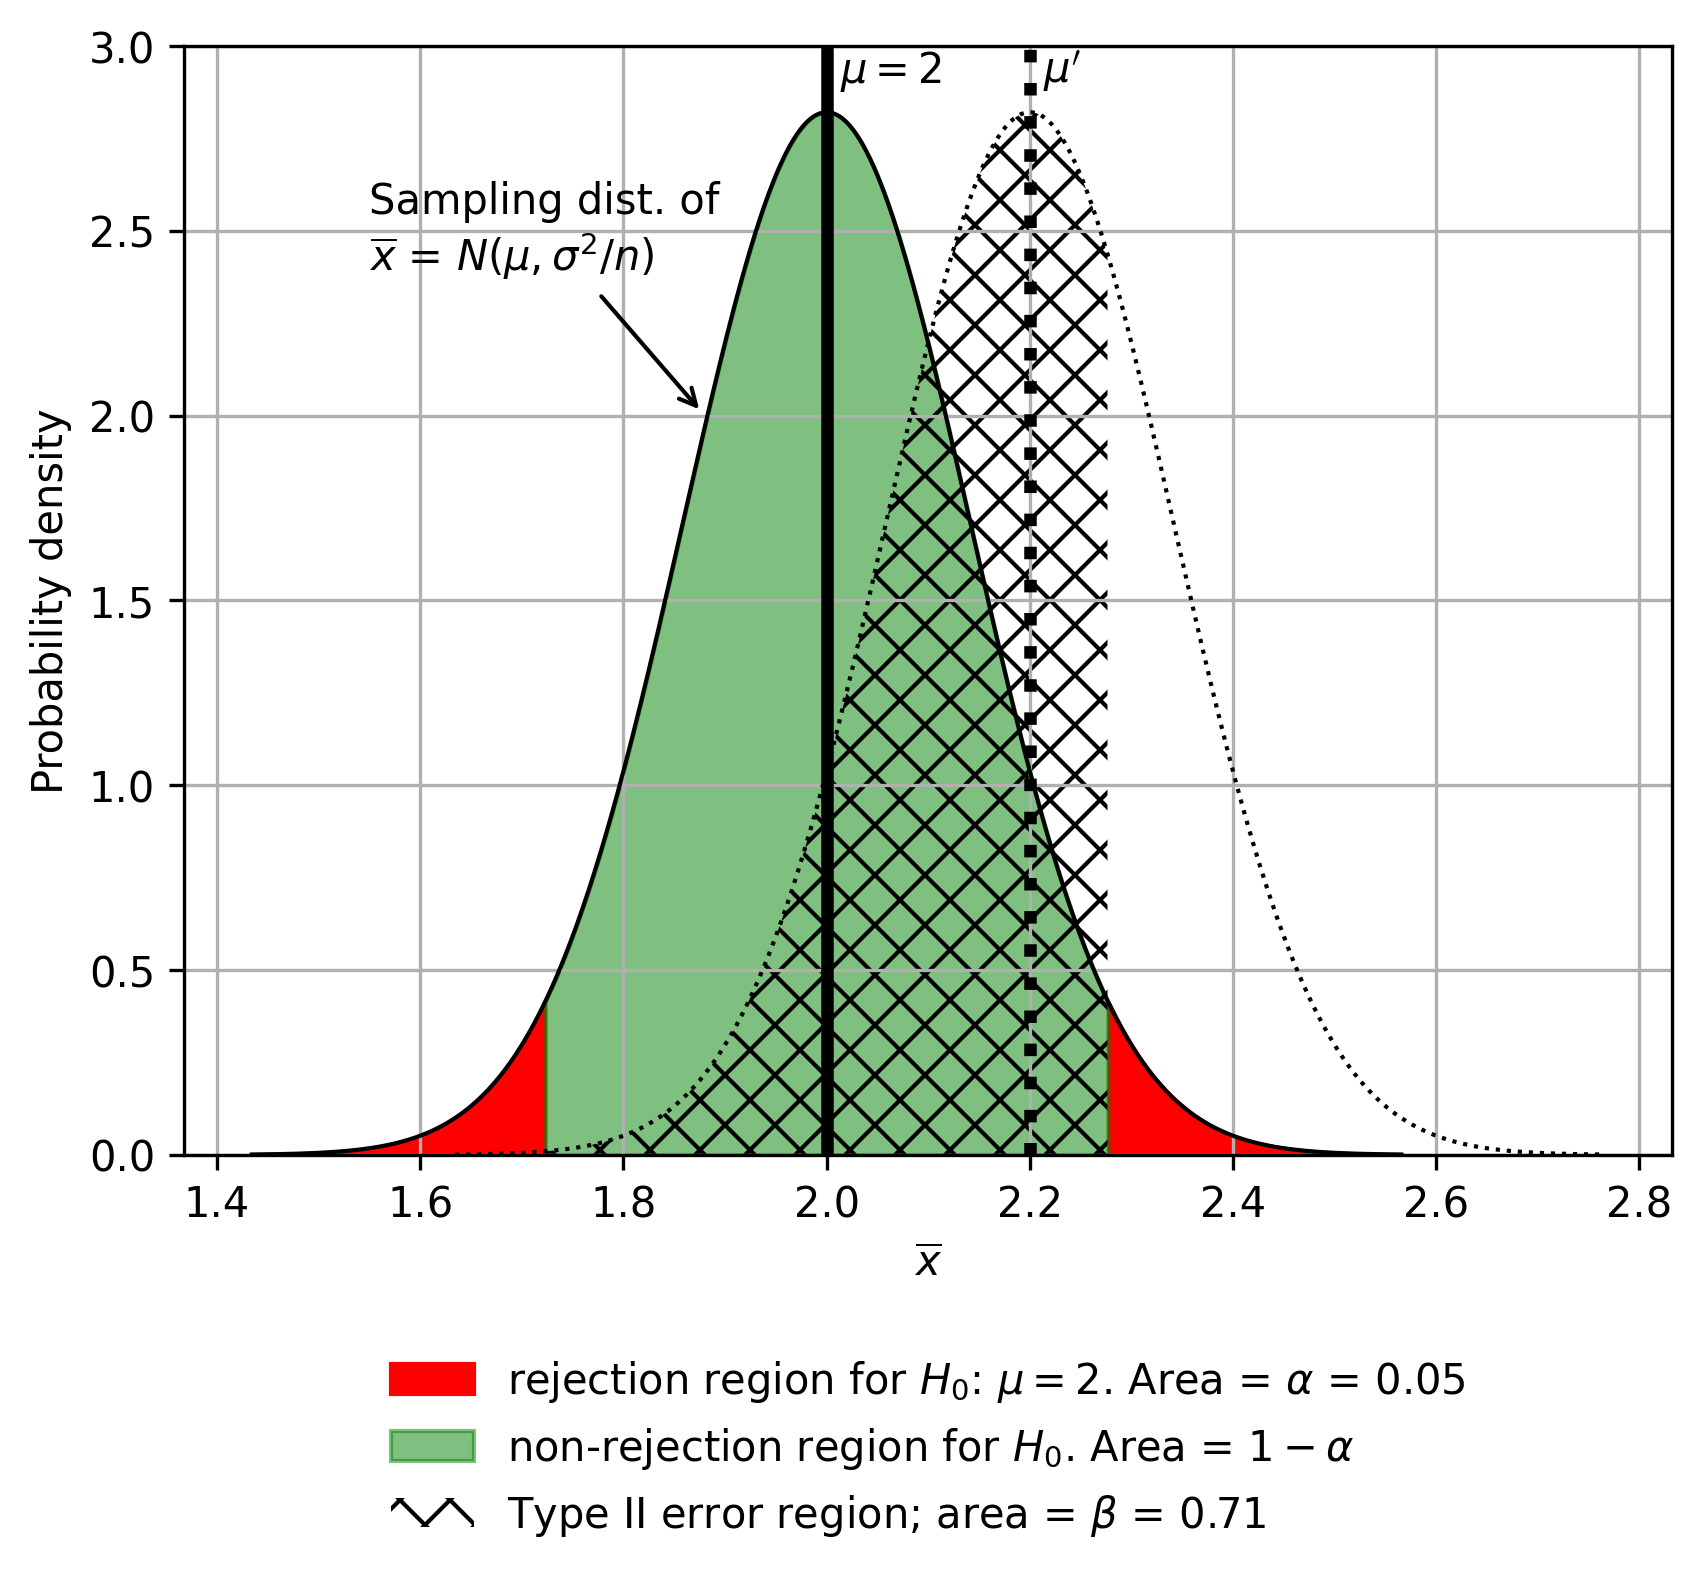 3.0
μ = 2
μ′
Sampling dist. of
x̅ = N(μ, σ²/n)
2.5
2.0
1.5
1.0
0.5
0.0
Probability density
1.4 1.6 1.8 2.0 2.2 2.4 2.6 2.8
x̅
rejection region for H₀: μ = 2. Area = α = 0.05
non-rejection region for H₀. Area = 1 − α
Type II error region; area = β = 0.71